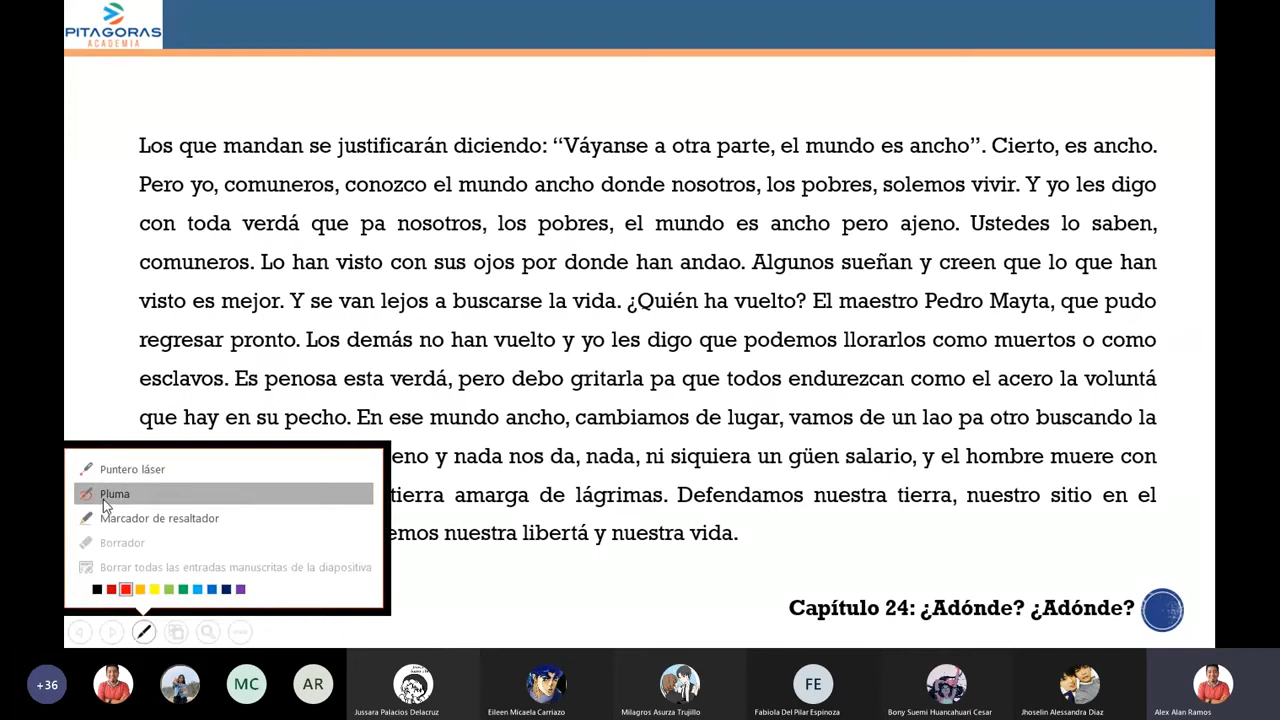 PITAGORAS
ACADEMIA
Los que mandan se justificarán diciendo: “Váyanse a otra parte, el mundo es ancho”. Cierto, es ancho.
Pero yo, comuneros, conozco el mundo ancho donde nosotros, los pobres, solemos vivir. Y yo les digo
con toda verdá que pa nosotros, los pobres, el mundo es ancho pero ajeno. Ustedes lo saben,
comuneros. Lo han visto con sus ojos por donde han andao. Algunos sueñan y creen que lo que han
visto es mejor. Y se van lejos a buscarse la vida. ¿Quién ha vuelto? El maestro Pedro Mayta, que pudo
regresar pronto. Los demás no han vuelto y yo les digo que podemos llorarlos como muertos o como
esclavos. Es penosa esta verdá, pero debo gritarla pa que todos endurezcan como el acero la voluntá
que hay en su pecho. En ese mundo ancho, cambiamos de lugar, vamos de un lao pa otro buscando la
eno y nada nos da, nada, ni siquiera un güen salario, y el hombre muere con
tierra amarga de lágrimas. Defendamos nuestra tierra, nuestro sitio en el
emos nuestra libertá y nuestra vida.
Puntero láser
Pluma
Marcador de resaltador
Borrador
Borrar todas las entradas manuscritas de la diapositiva
Capítulo 24: ¿Adónde? ¿Adónde?
+36
MC
AR
FE
Jussara Palacios Delacruz
Eileen Micaela Carriazo
Milagros Asurza Trujillo
Fabiola Del Pilar Espinoza
Bony Suemi Huancahuari Cesar
Jhoselin Alessandra Diaz
Alex Alan Ramos